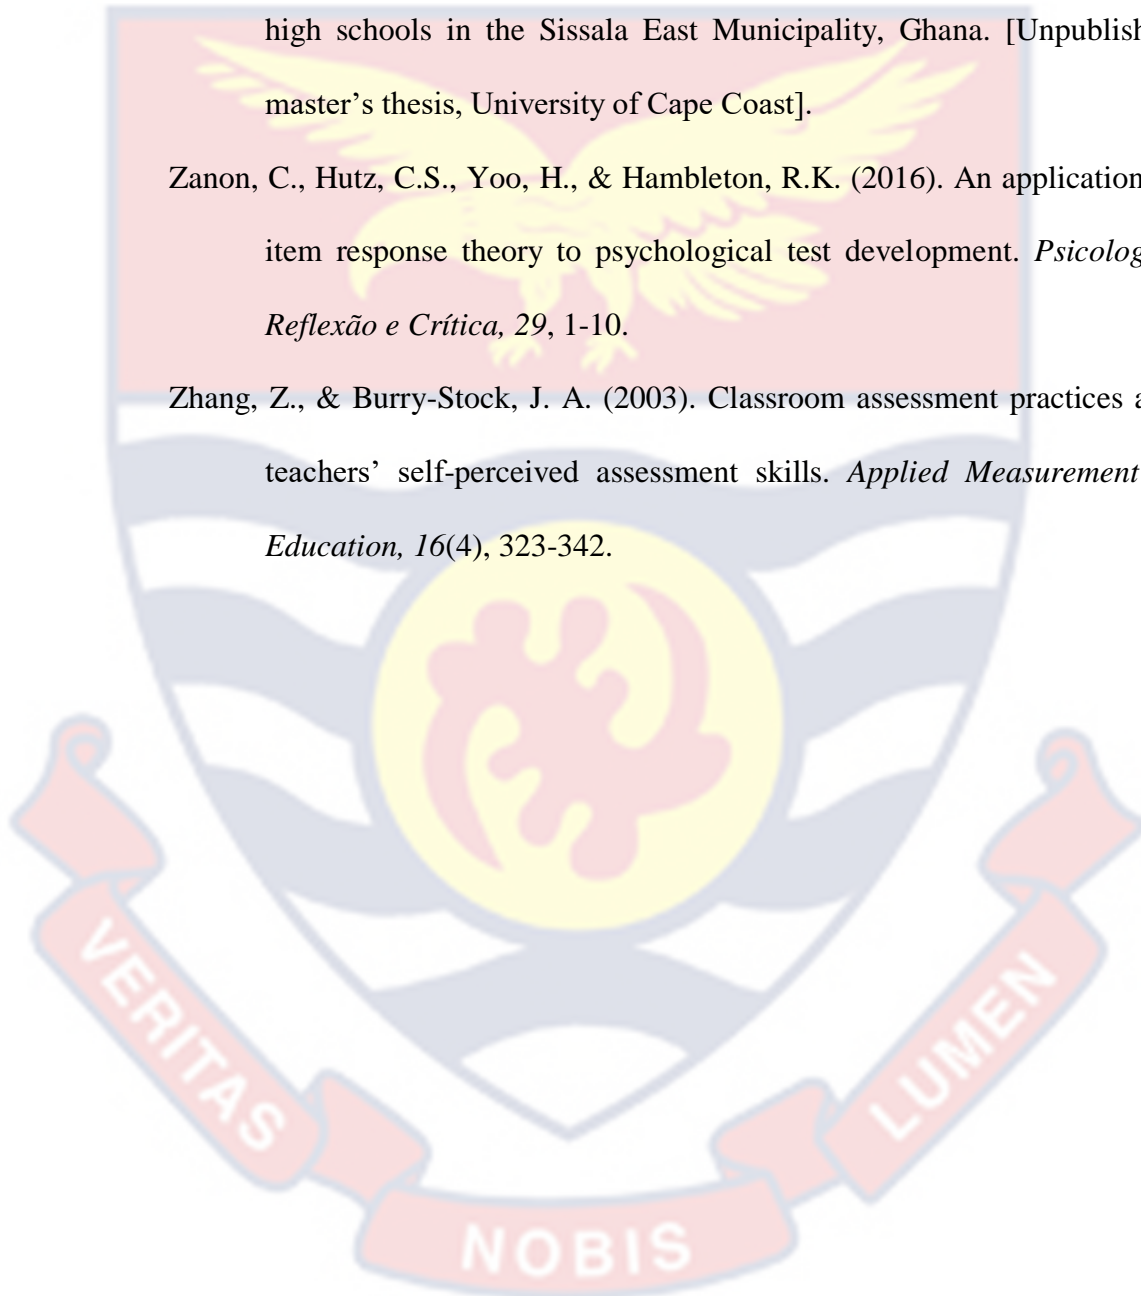 high schools in the Sissala East Municipality, Ghana. [Unpublish
master’s thesis, University of Cape Coast].
Zanon, C., Hutz, C.S., Yoo, H., & Hambleton, R.K. (2016). An application
item response theory to psychological test development. Psicolog
Reflexão e Crítica, 29, 1-10.
Zhang, Z., & Burry-Stock, J. A. (2003). Classroom assessment practices a
teachers’ self-perceived assessment skills. Applied Measurement
Education, 16(4), 323-342.
VERITAS
NOBIS
LUMEN